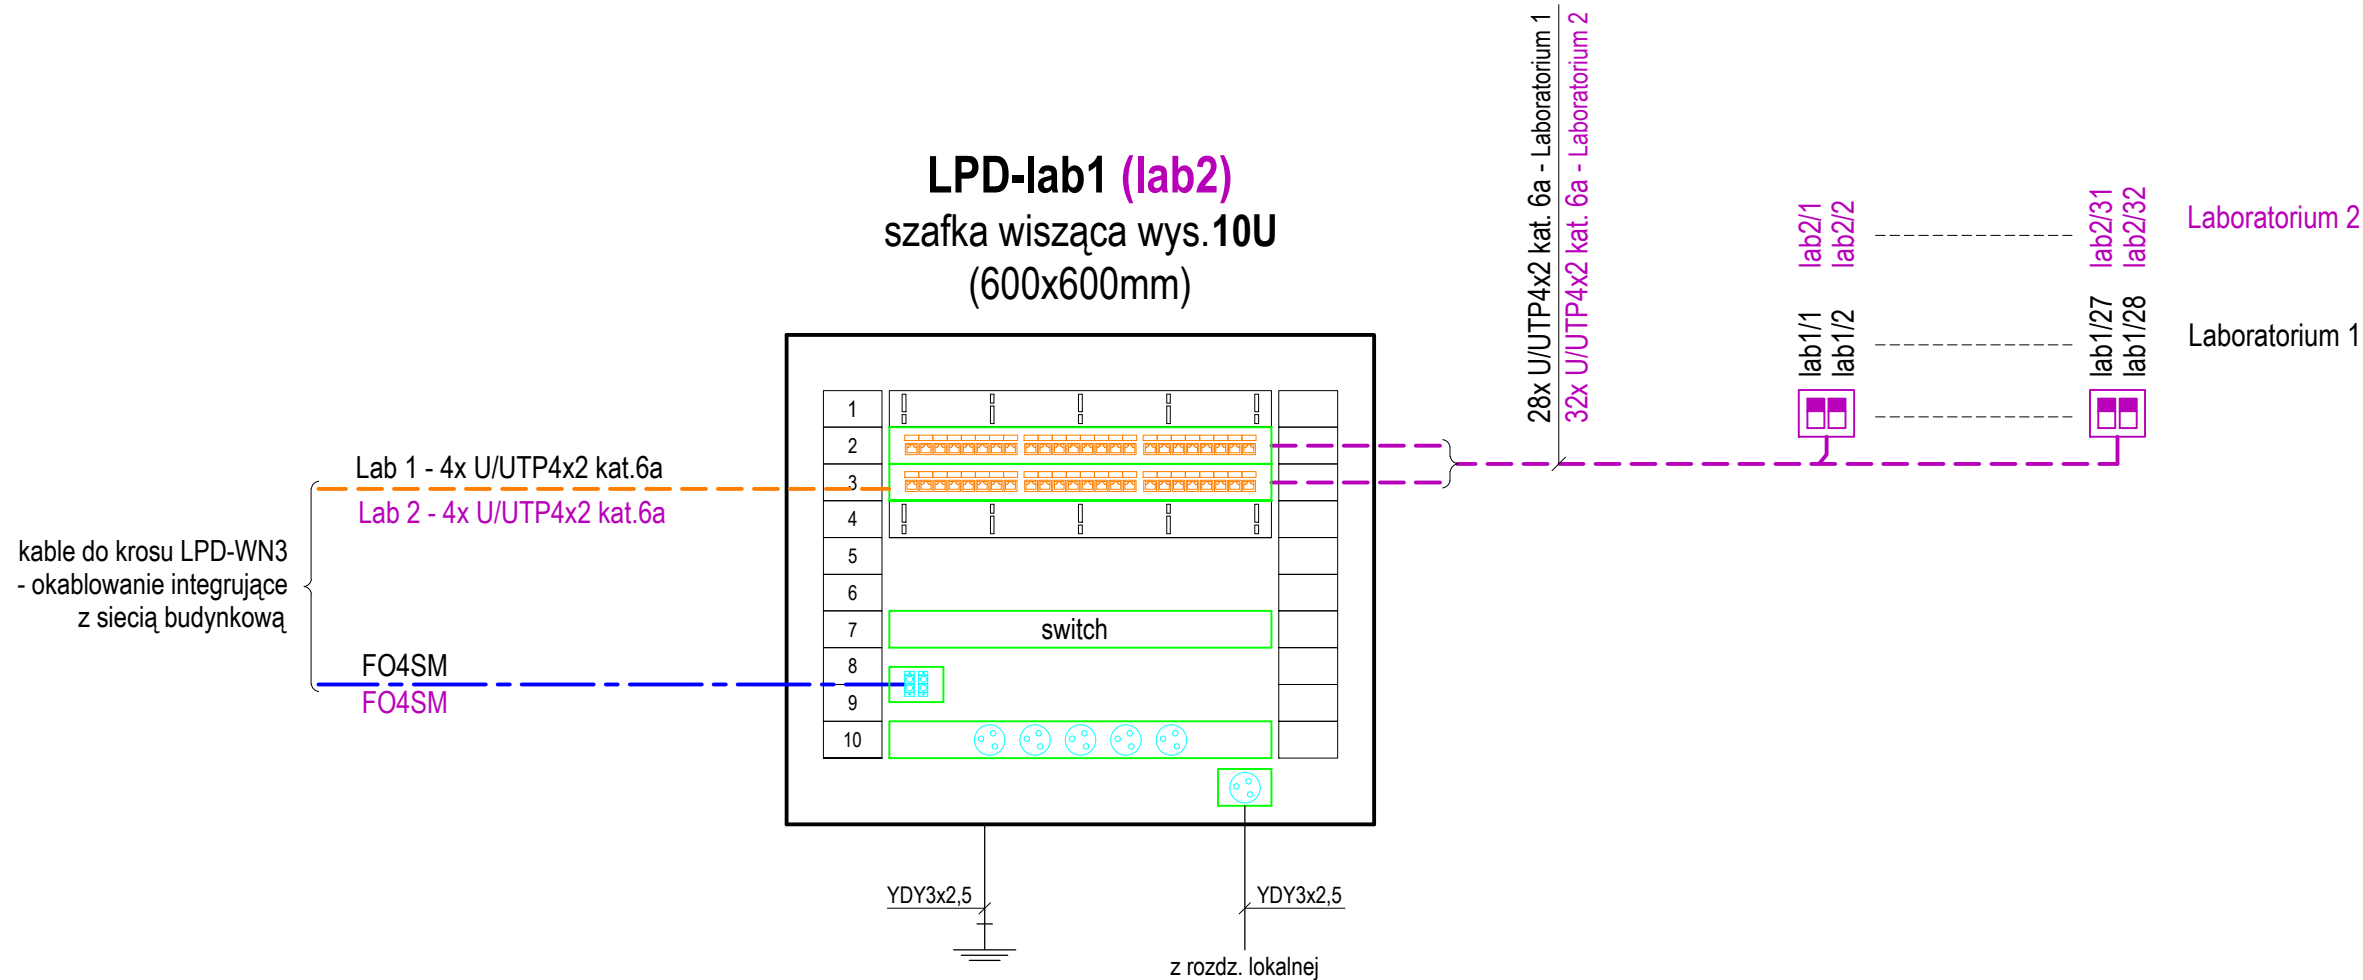 LPD-lab1 (lab2)
szafka wisząca wys.10U
(600x600mm)
28x U/UTP4x2 kat. 6a - Laboratorium 1
32x U/UTP4x2 kat. 6a - Laboratorium 2
lab2/1
lab2/2
lab2/31
lab2/32
Laboratorium 2
lab1/1
lab1/2
lab1/27
lab1/28
Laboratorium 1
1
2
3
4
5
6
7
8
9
10
switch
Lab 1 - 4x U/UTP4x2 kat.6a
Lab 2 - 4x U/UTP4x2 kat.6a
kable do krosu LPD-WN3
- okablowanie integrujące
z siecią budynkową
FO4SM
FO4SM
YDY3x2,5
YDY3x2,5
z rozdz. lokalnej